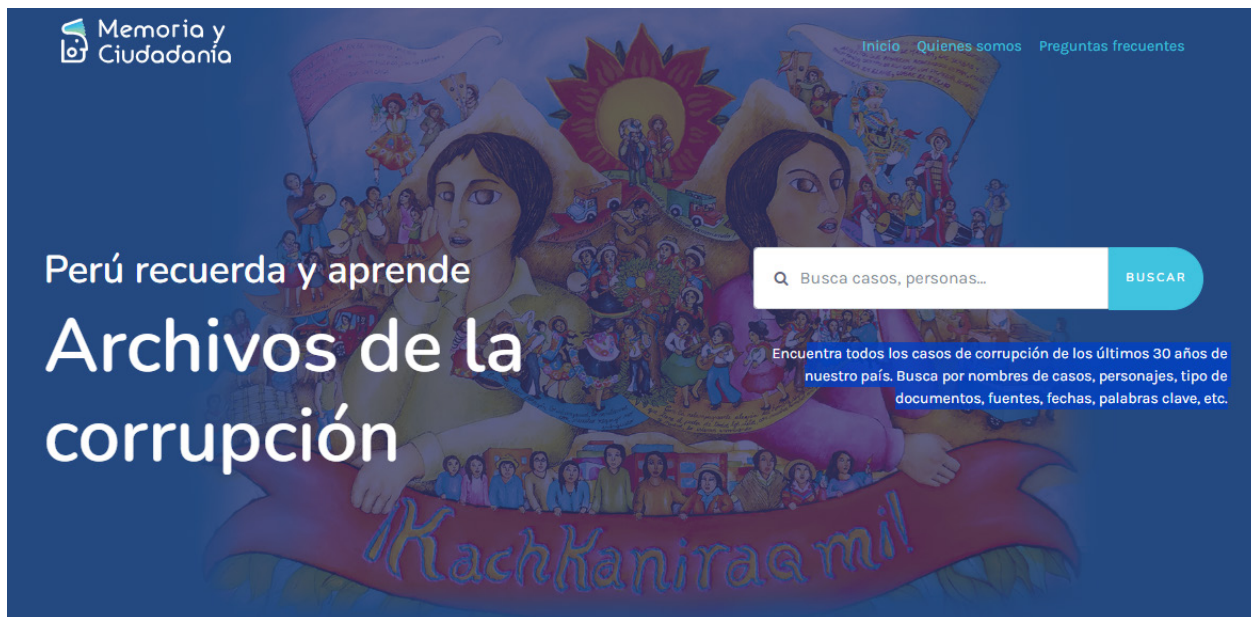 Memoria y
Ciudadanía
Inicio Quienes somos Preguntas frecuentes
Perú recuerda y aprende
Archivos de la
corrupción
Busca casos, personas...
BUSCAR
Encuentra todos los casos de corrupción de los últimos 30 años de
nuestro país. Busca por nombres de casos, personajes, tipo de
documentos, fuentes, fechas, palabras clave, etc.
¡Kachkaniraqmi!